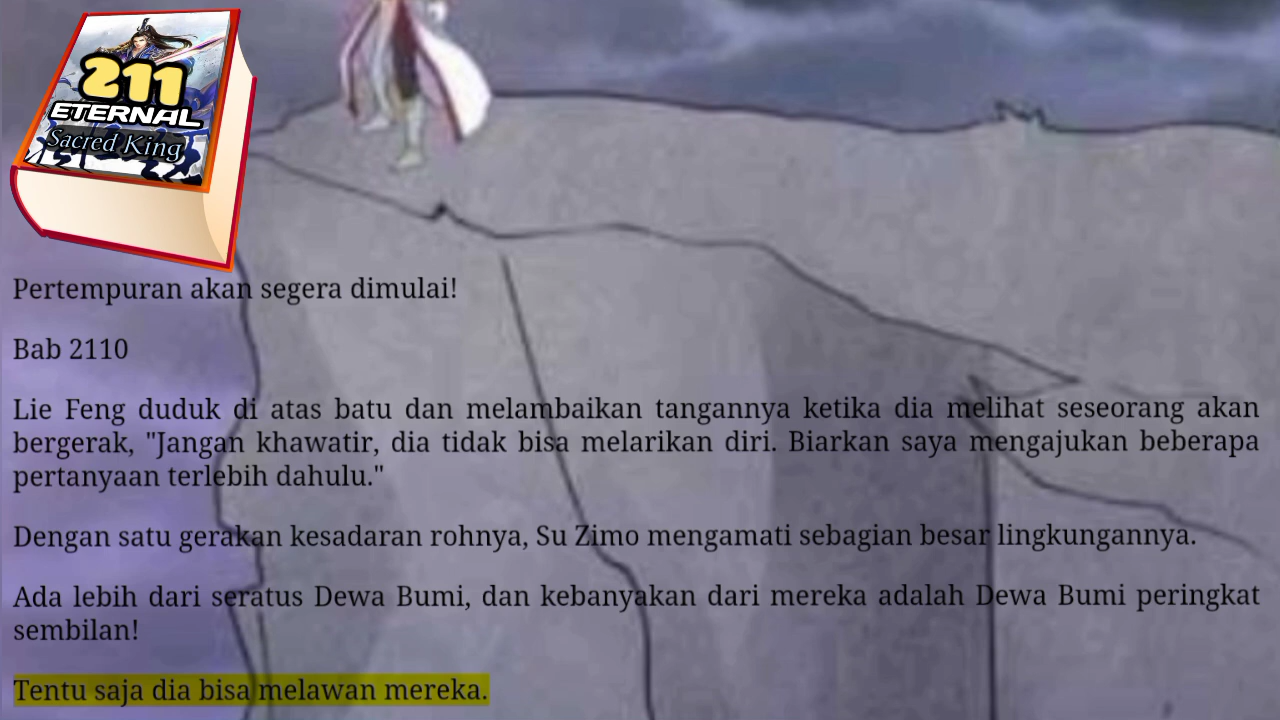 211
ETERNAL
Sacred King
Pertempuran akan segera dimulai!
Bab 2110
Lie Feng duduk di atas batu dan melambaikan tangannya ketika dia melihat seseorang akan
bergerak, "Jangan khawatir, dia tidak bisa melarikan diri. Biarkan saya mengajukan beberapa
pertanyaan terlebih dahulu."
Dengan satu gerakan kesadaran rohnya, Su Zimo mengamati sebagian besar lingkungannya.
Ada lebih dari seratus Dewa Bumi, dan kebanyakan dari mereka adalah Dewa Bumi peringkat
sembilan!
Tentu saja dia bisa melawan mereka.